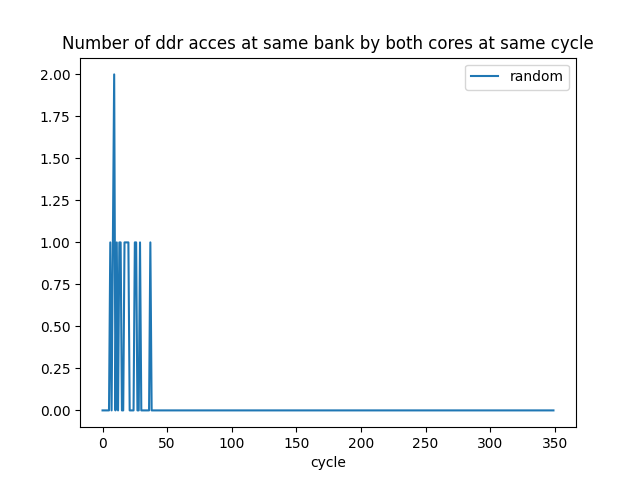 Number of ddr acces at same bank by both cores at same cycle
random
2.00
1.75
1.50
1.25
1.00
0.75
0.50
0.25
0.00
0 50 100 150 200 250 300 350
cycle